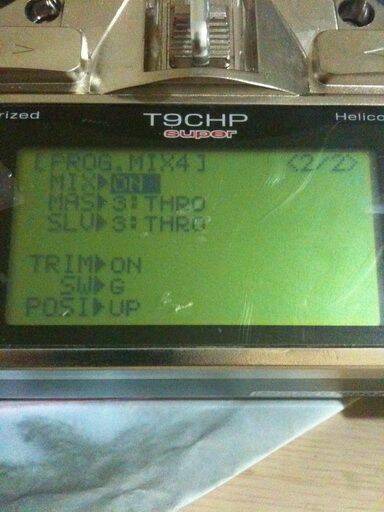 rized
T9CHP
super
Helico
[PROG.MIX4] <2/2>
MIX▶ON
MAS▶3:THRO
SLV▶3:THRO
TRIM▶ON
SW▶G
POSI▶UP